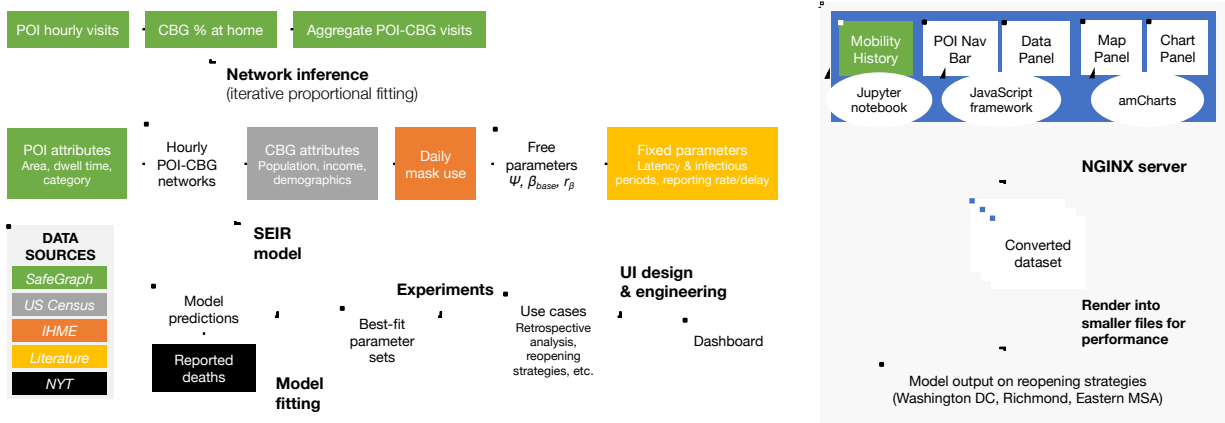 POI hourly visits
CBG % at home
Aggregate POI-CBG visits
Network inference
(iterative proportional fitting)
POI attributes
Area, dwell time,
category
Hourly
POI-CBG
networks
CBG attributes
Population, income,
demographics
Daily
mask use
Free
parameters
Ψ, β_base, r_β
Fixed parameters
Latency & infectious
periods, reporting rate/delay
DATA
SOURCES
SafeGraph
US Census
IHME
Literature
NYT
SEIR
model
Model
predictions
Reported
deaths
Model
fitting
Best-fit
parameter
sets
Experiments
Use cases
Retrospective
analysis,
reopening
strategies, etc.
UI design
& engineering
Dashboard
Mobility
History
POI Nav
Bar
Data
Panel
Map
Panel
Chart
Panel
Jupyter
notebook
JavaScript
framework
amCharts
NGINX server
Converted
dataset
Render into
smaller files for
performance
Model output on reopening strategies
(Washington DC, Richmond, Eastern MSA)